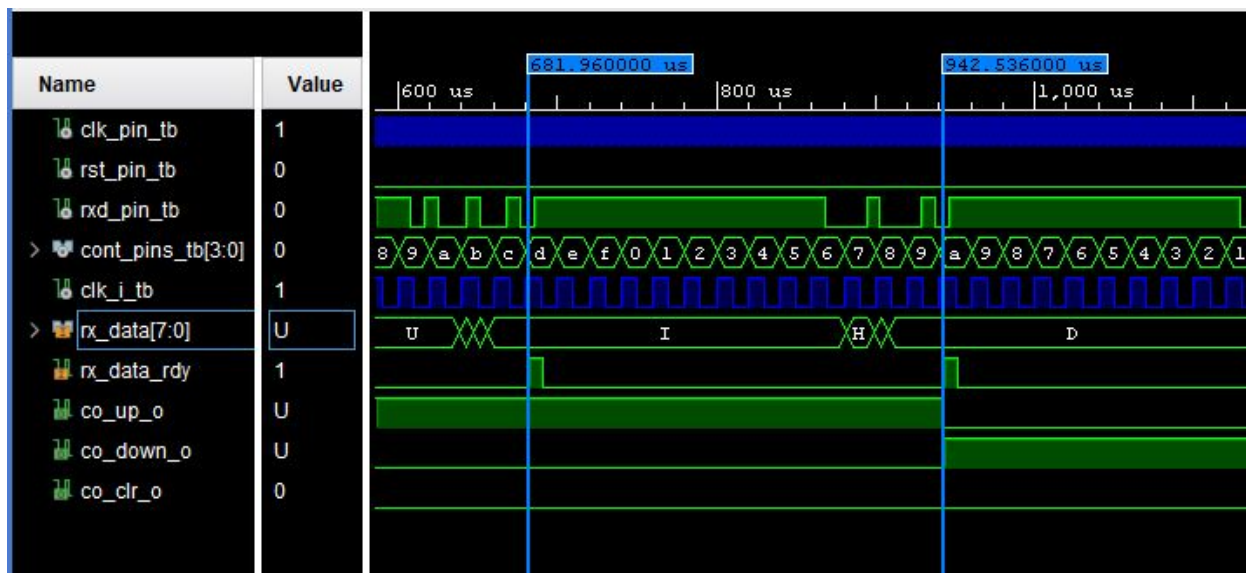 681.960000 us 942.536000 us
Name Value |600 us |800 us |1,000 us
clk_pin_tb 1
rst_pin_tb 0
rxd_pin_tb 0
> cont_pins_tb[3:0] 0 8 9 a b c d e f 0 1 2 3 4 5 6 7 8 9 a 9 8 7 6 5 4 3 2 1
clk_i_tb 1
> rx_data[7:0] U U I H D
rx_data_rdy 1
co_up_o U
co_down_o U
co_clr_o 0